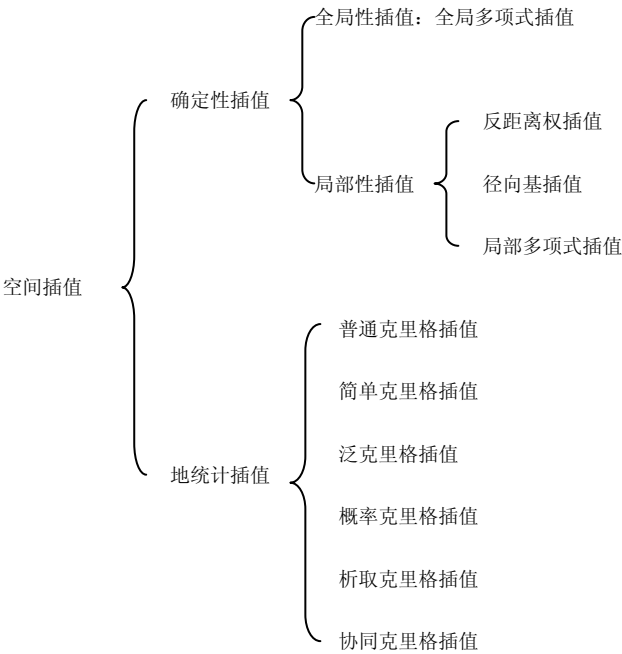 全局性插值：全局多项式插值
确定性插值
反距离权插值
局部性插值
径向基插值
局部多项式插值
空间插值
普通克里格插值
简单克里格插值
泛克里格插值
地统计插值
概率克里格插值
析取克里格插值
协同克里格插值